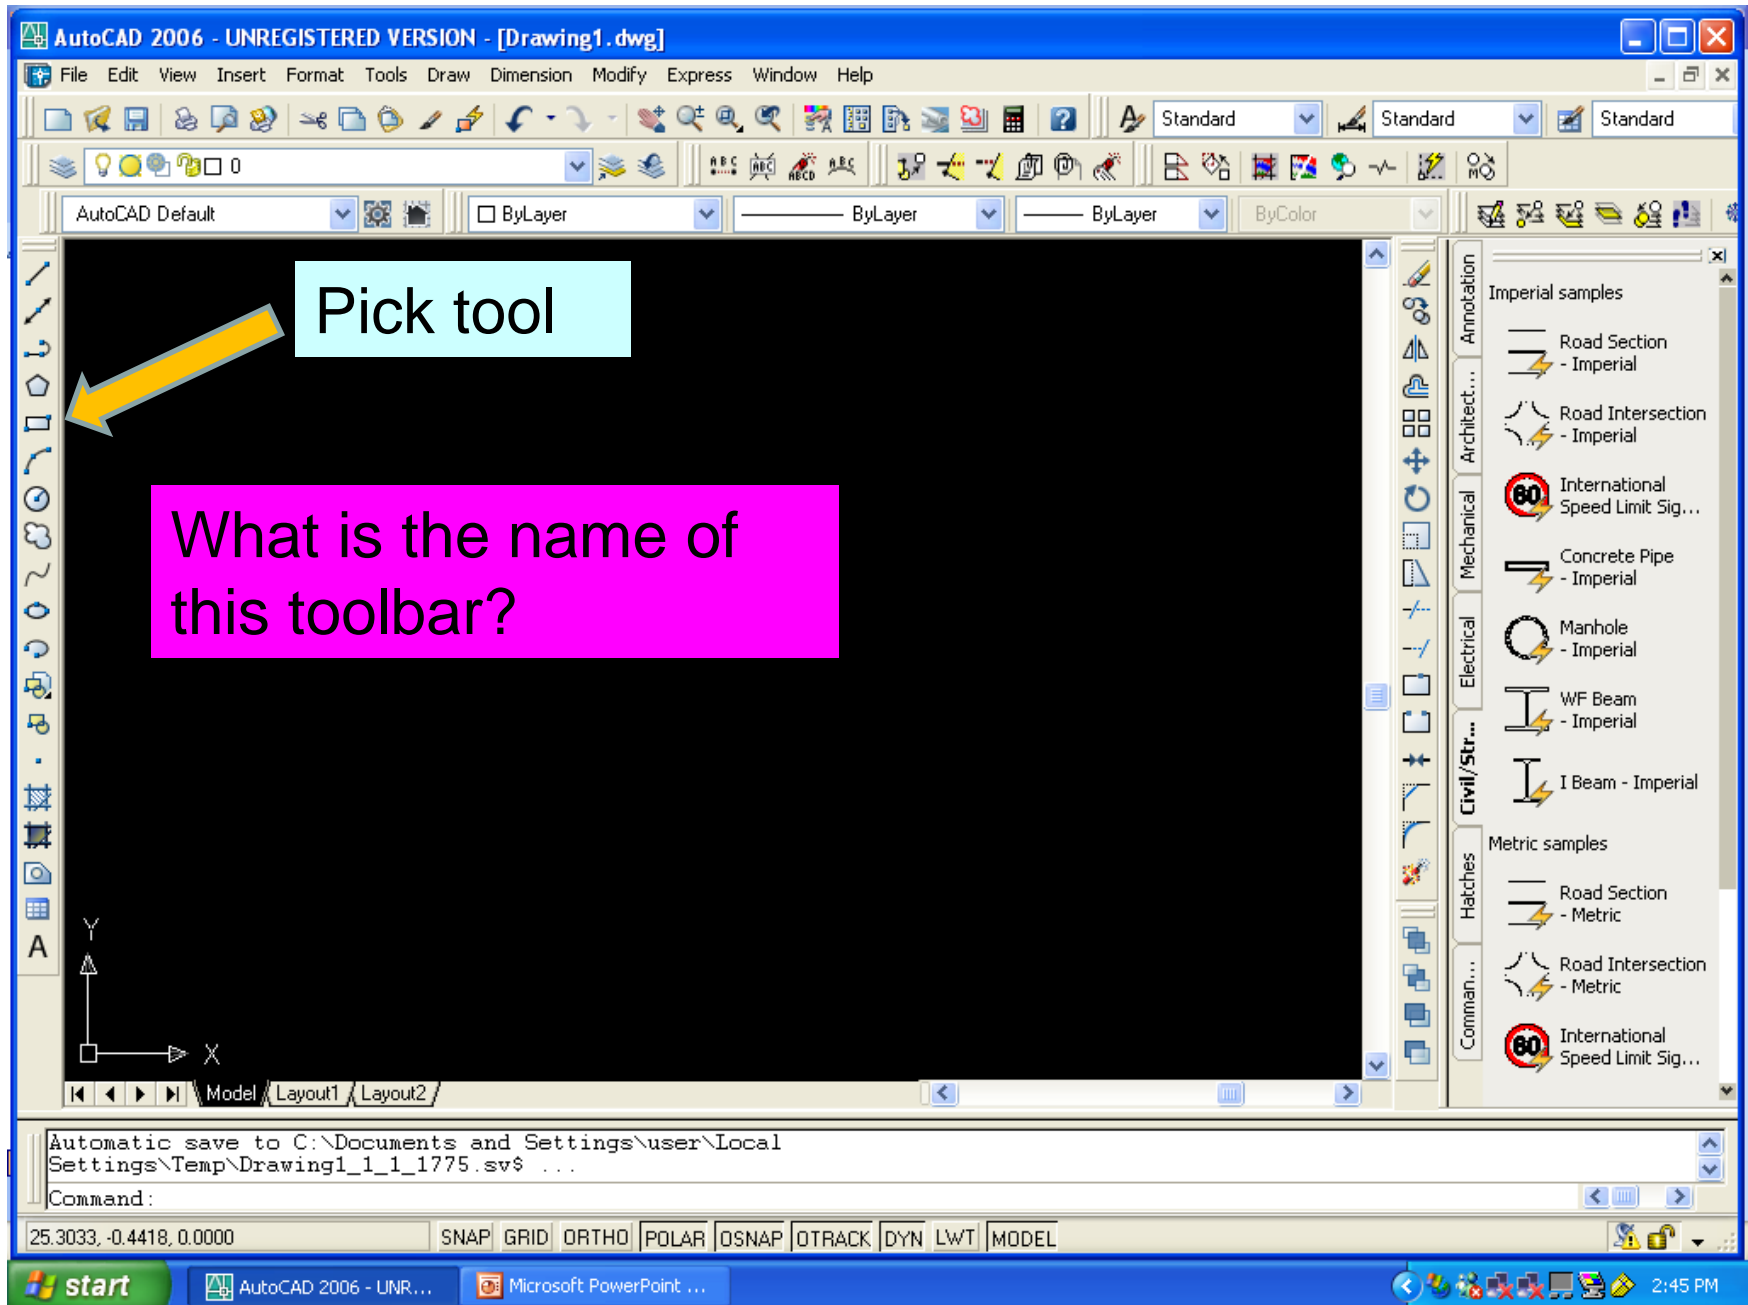 AutoCAD 2006 - UNREGISTERED VERSION - [Drawing1.dwg]
File Edit View Insert Format Tools Draw Dimension Modify Express Window Help
Standard Standard Standard
0
AutoCAD Default ByLayer ByLayer ByLayer ByColor
Pick tool
What is the name of
this toolbar?
Annotation
Architect...
Mechanical
Electrical
Civil/Str...
Hatches
Comman...
Imperial samples
Road Section
- Imperial
Road Intersection
- Imperial
60
International
Speed Limit Sig...
Concrete Pipe
- Imperial
Manhole
- Imperial
WF Beam
- Imperial
I Beam - Imperial
Metric samples
Road Section
- Metric
Road Intersection
- Metric
60
International
Speed Limit Sig...
A
Y
X
Model Layout1 Layout2
Automatic save to C:\Documents and Settings\user\Local
Settings\Temp\Drawing1_1_1_1775.sv$ ...
Command:
25.3033, -0.4418, 0.0000 SNAP GRID ORTHO POLAR OSNAP OTRACK DYN LWT MODEL
start AutoCAD 2006 - UNR... Microsoft PowerPoint ... 2:45 PM